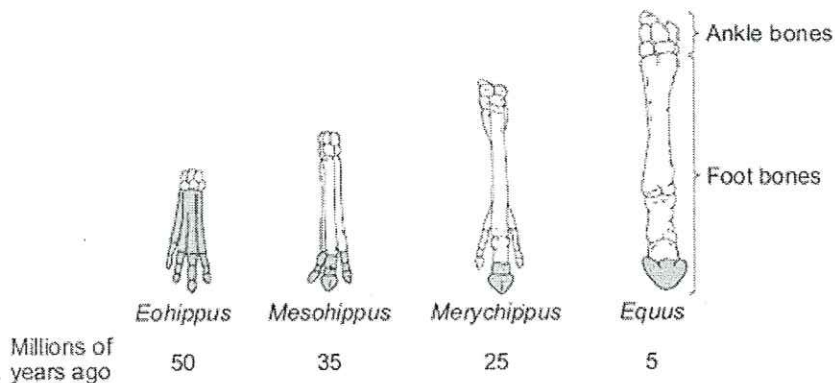 Ankle bones
Foot bones
Eohippus Mesohippus Merychippus Equus
Millions of
years ago 50 35 25 5